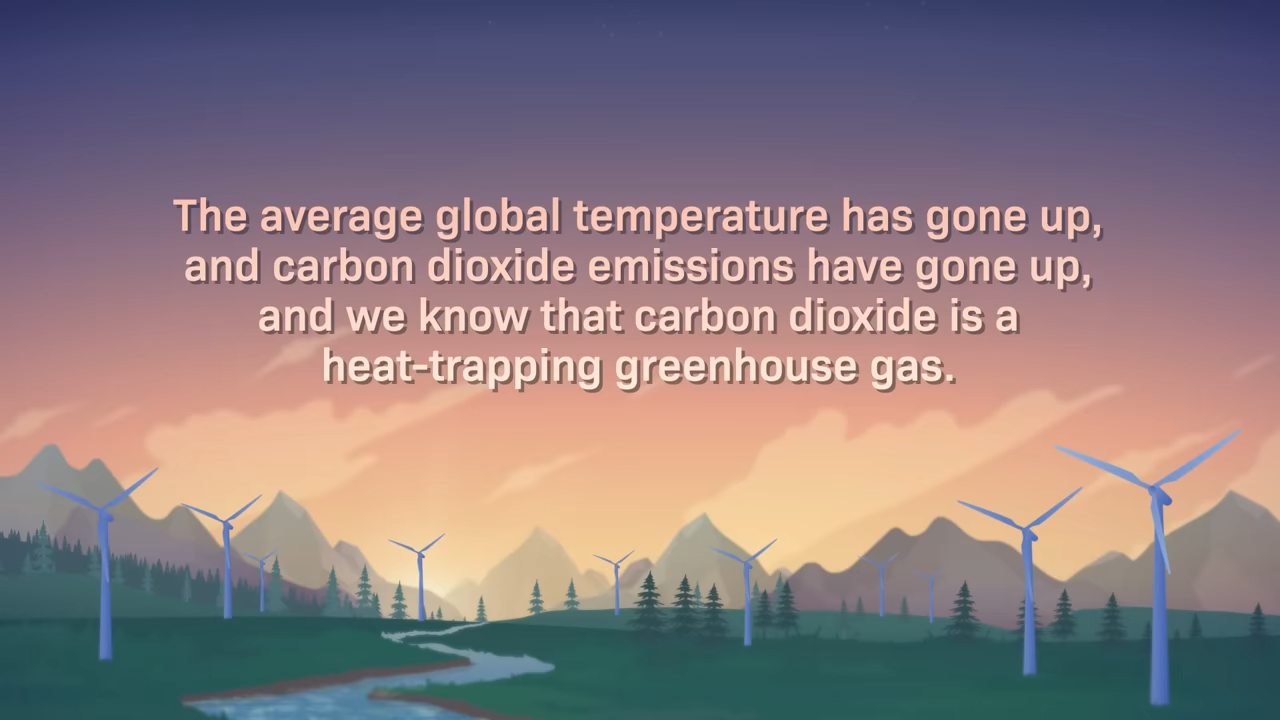 The average global temperature has gone up,
and carbon dioxide emissions have gone up,
and we know that carbon dioxide is a
heat-trapping greenhouse gas.